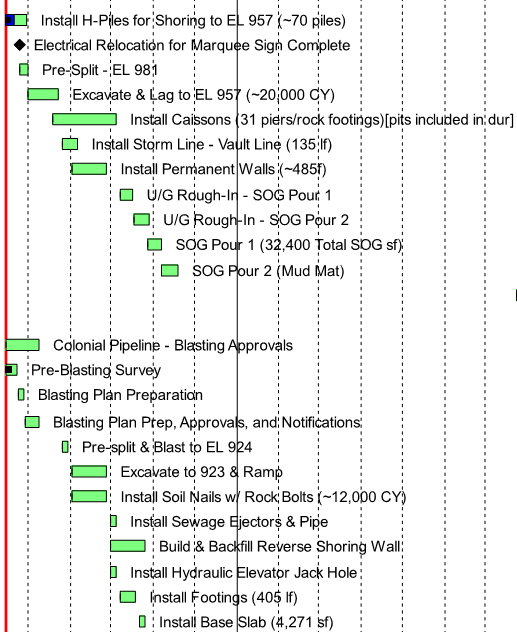 Install H-Piles for Shoring to EL 957 (~70 piles)
Electrical Relocation for Marquee Sign Complete
Pre-Split - EL 981
Excavate & Lag to EL 957 (~20,000 CY)
Install Caissons (31 piers/rock footings)[pits included in dur]
Install Storm Line - Vault Line (135 lf)
Install Permanent Walls (~485f)
U/G Rough-In - SOG Pour 1
U/G Rough-In - SOG Pour 2
SOG Pour 1 (32,400 Total SOG sf)
SOG Pour 2 (Mud Mat)
Colonial Pipeline - Blasting Approvals
Pre-Blasting Survey
Blasting Plan Preparation
Blasting Plan Prep, Approvals, and Notifications
Pre-split & Blast to EL 924
Excavate to 923 & Ramp
Install Soil Nails w/ Rock Bolts (~12,000 CY)
Install Sewage Ejectors & Pipe
Build & Backfill Reverse Shoring Wall
Install Hydraulic Elevator Jack Hole
Install Footings (405 lf)
Install Base Slab (4,271 sf)